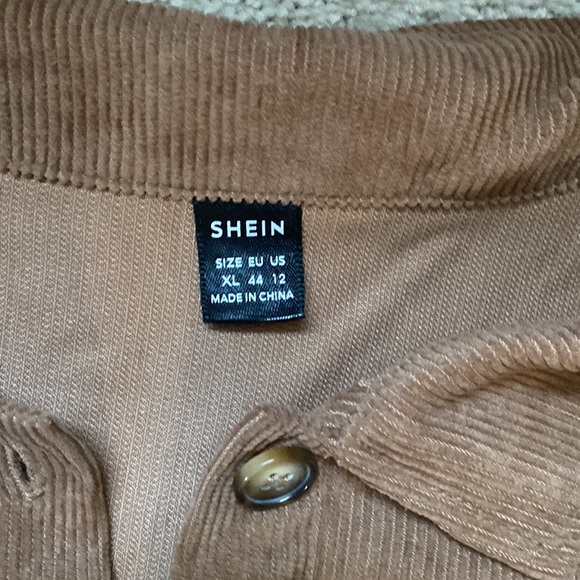 SHEIN
SIZE EU US
XL 44 12
MADE IN CHINA